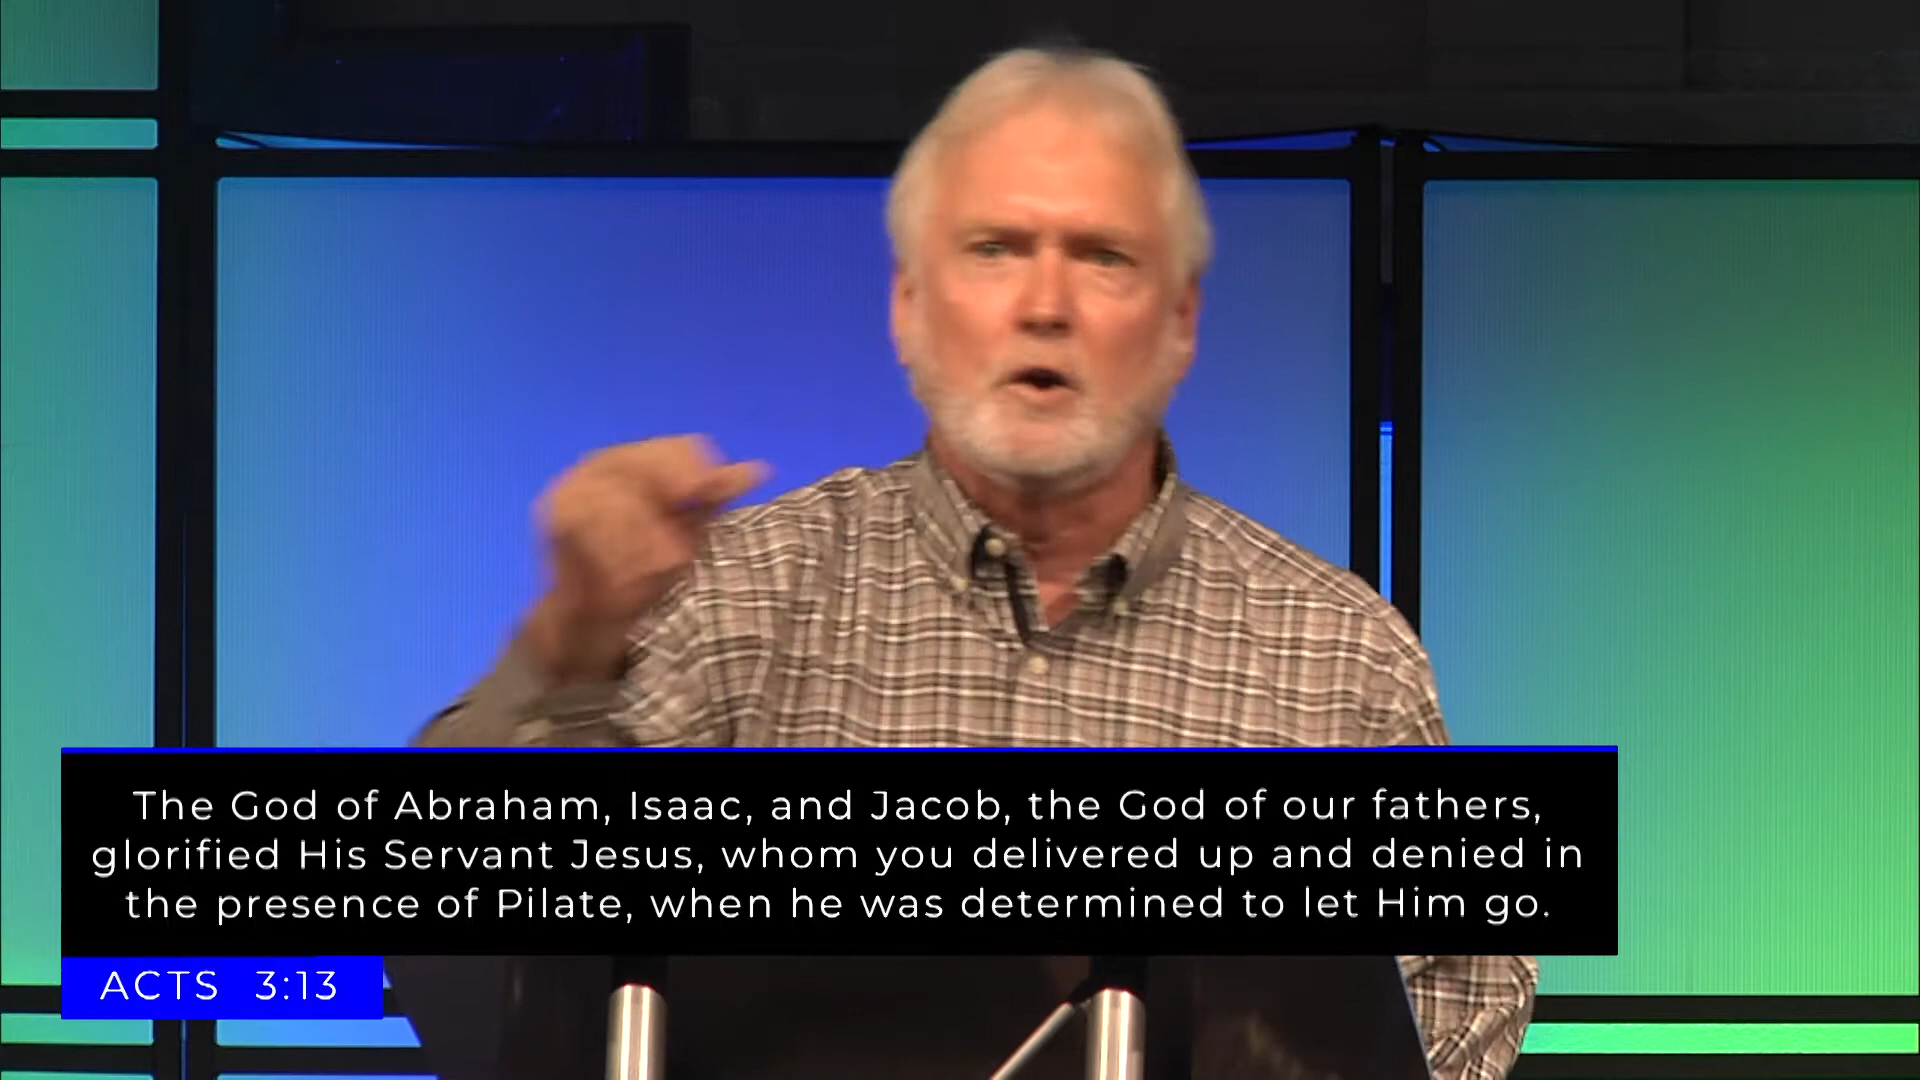 The God of Abraham, Isaac, and Jacob, the God of our fathers,
glorified His Servant Jesus, whom you delivered up and denied in
the presence of Pilate, when he was determined to let Him go.
ACTS 3:13